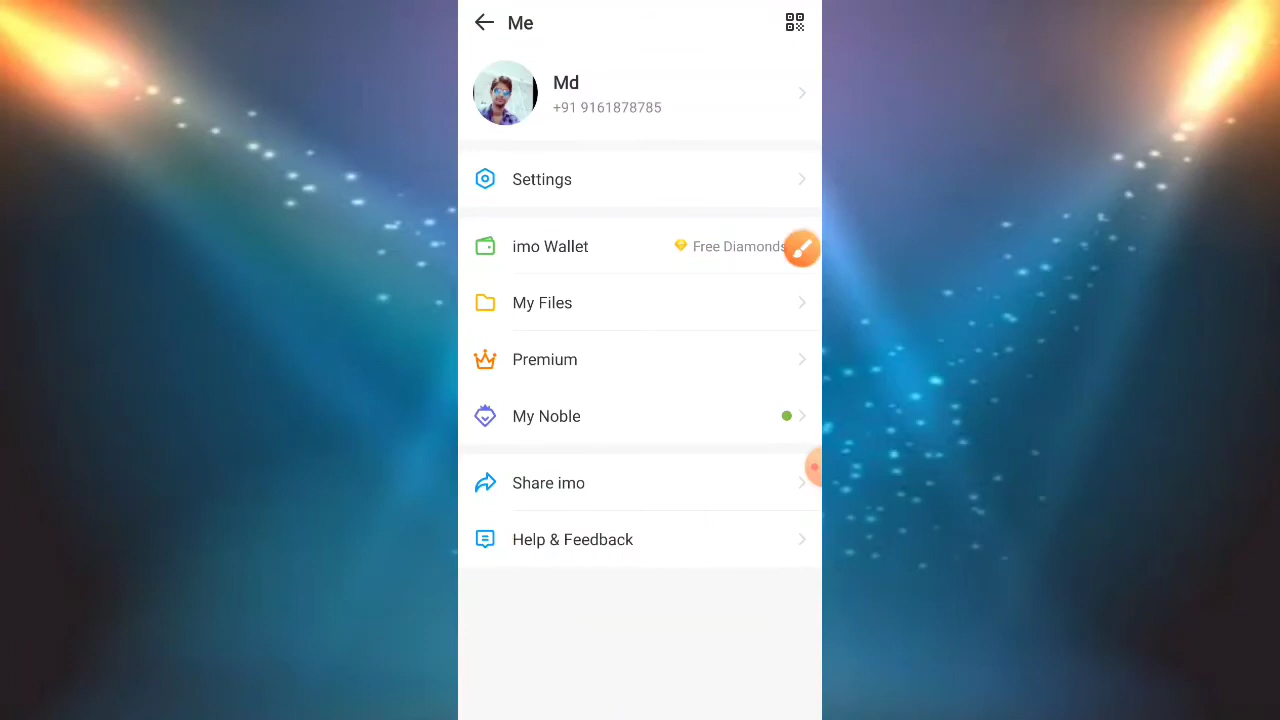 Me
Md
+91 9161878785
Settings
imo Wallet Free Diamonds
My Files
Premium
My Noble
Share imo
Help & Feedback